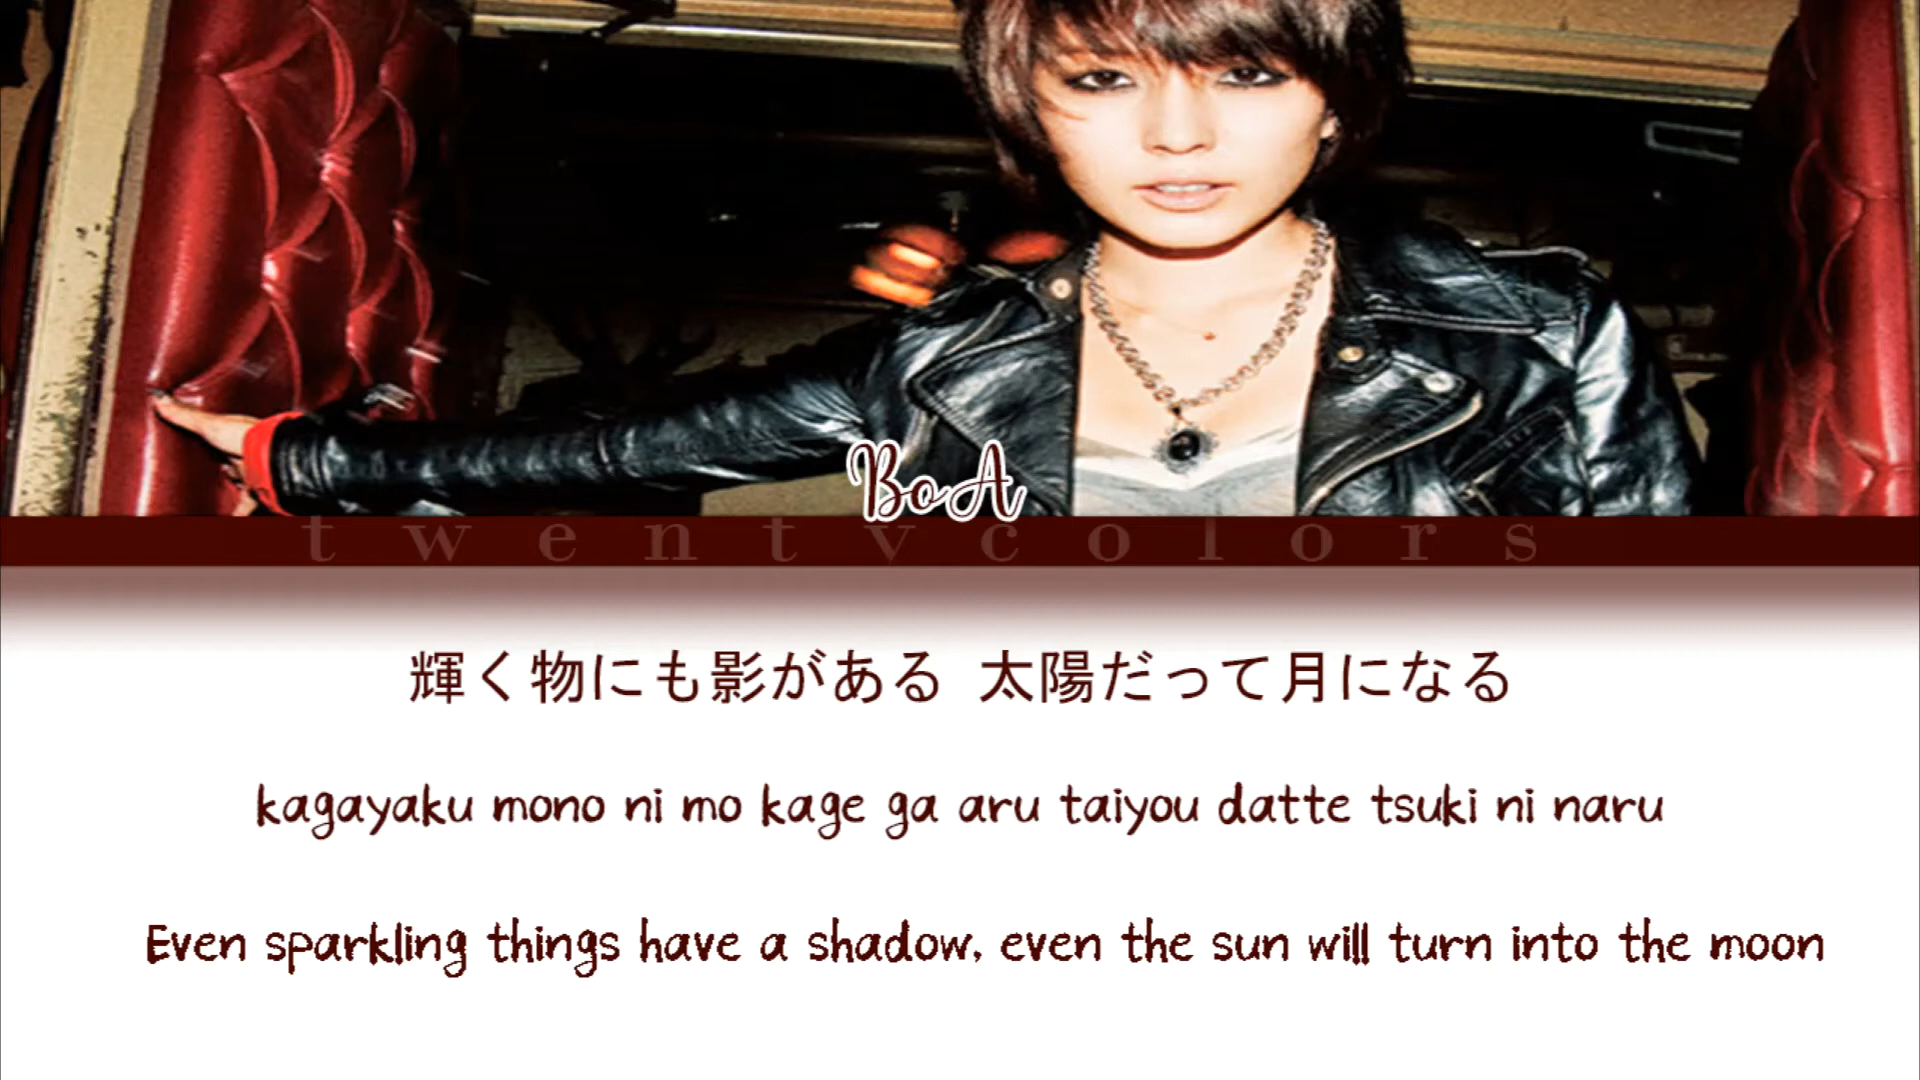 BoA
twentycolors
輝く物にも影がある 太陽だって月になる
kagayaku mono ni mo kage ga aru taiyou datte tsuki ni naru
Even sparkling things have a shadow, even the sun will turn into the moon